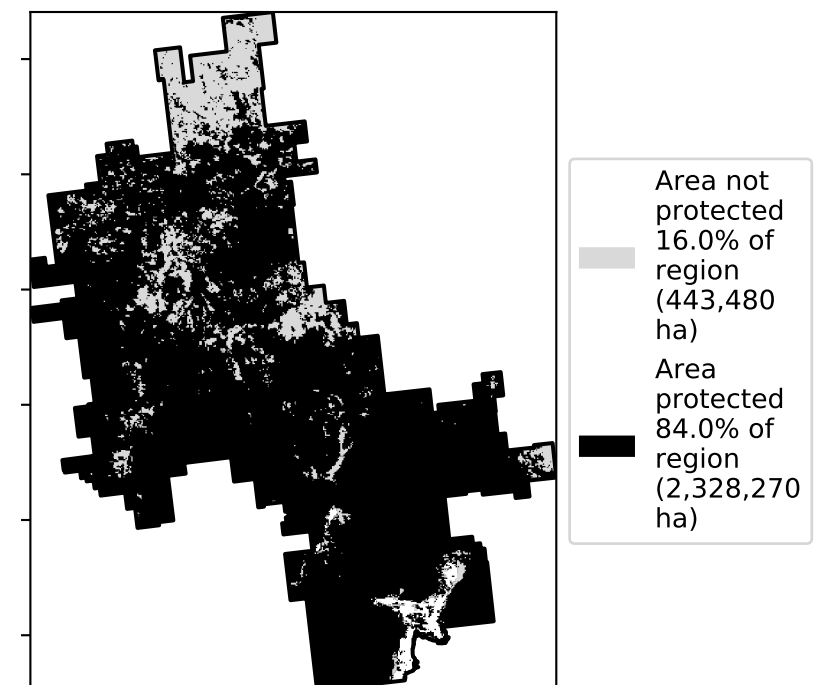 Area not
protected
16.0% of
region
(443,480
ha)
Area
protected
84.0% of
region
(2,328,270
ha)